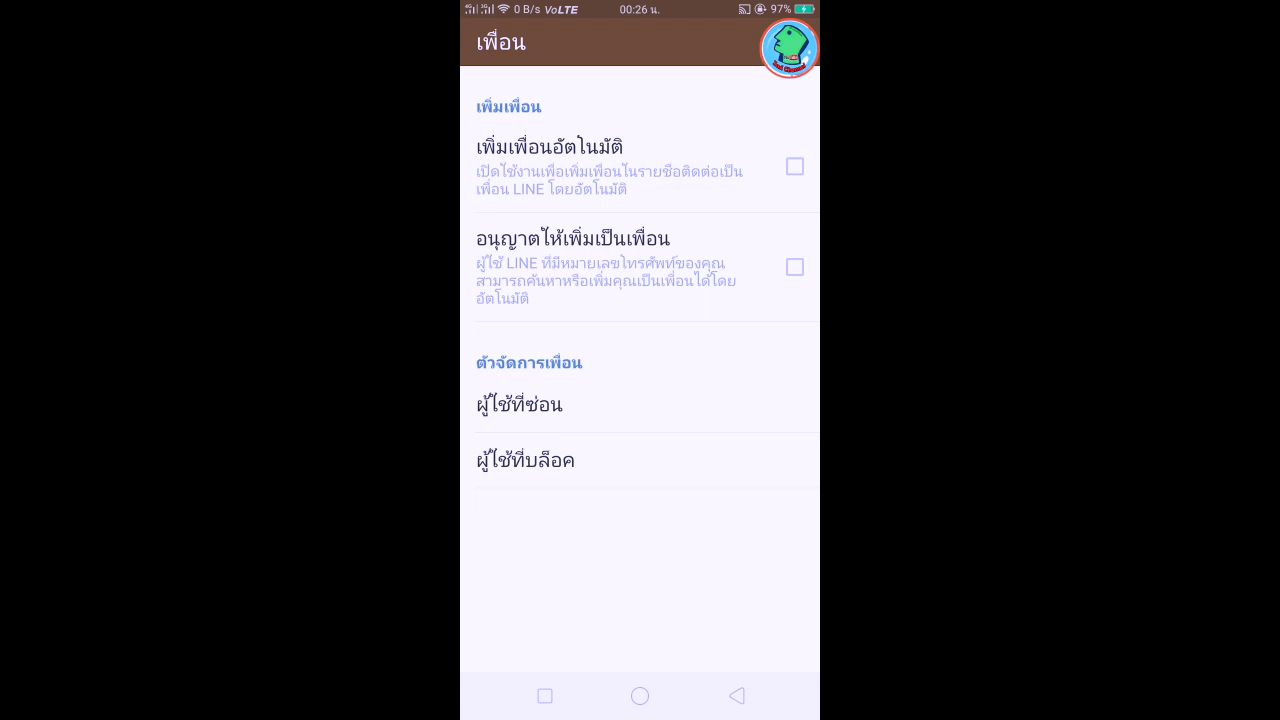 0 B/s VoLTE 00:26 น. 97%
เพื่อน
เพิ่มเพื่อน
เพิ่มเพื่อนอัตโนมัติ
เปิดใช้งานเพื่อเพิ่มเพื่อนในรายชื่อติดต่อเป็น
เพื่อน LINE โดยอัตโนมัติ
อนุญาตให้เพิ่มเป็นเพื่อน
ผู้ใช้ LINE ที่มีหมายเลขโทรศัพท์ของคุณ
สามารถค้นหาหรือเพิ่มคุณเป็นเพื่อนได้โดย
อัตโนมัติ
ตัวจัดการเพื่อน
ผู้ใช้ที่ซ่อน
ผู้ใช้ที่บล็อค